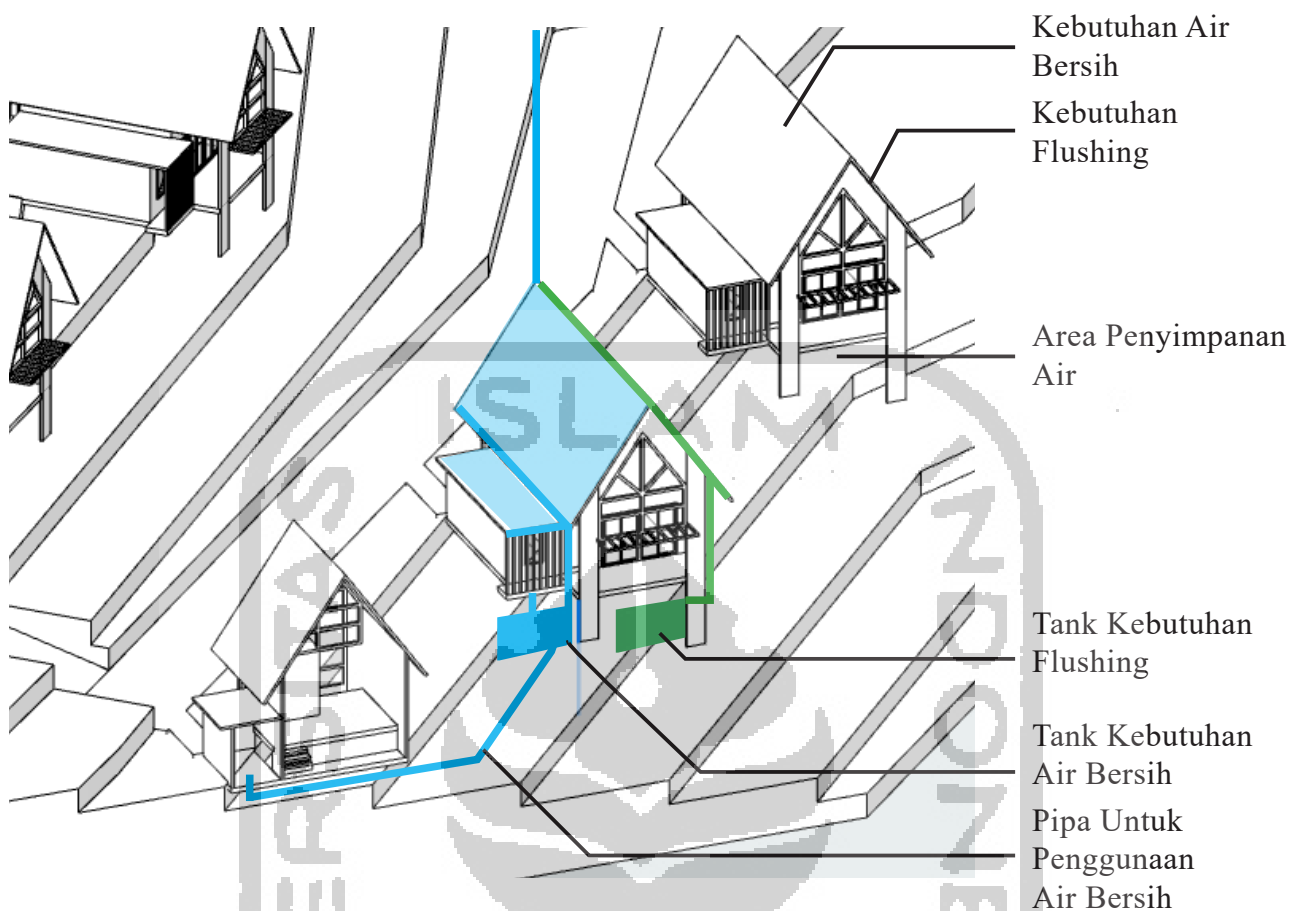 Kebutuhan Air
Bersih
Kebutuhan
Flushing
Area Penyimpanan
Air
Tank Kebutuhan
Flushing
Tank Kebutuhan
Air Bersih
Pipa Untuk
Penggunaan
Air Bersih
ISLAM